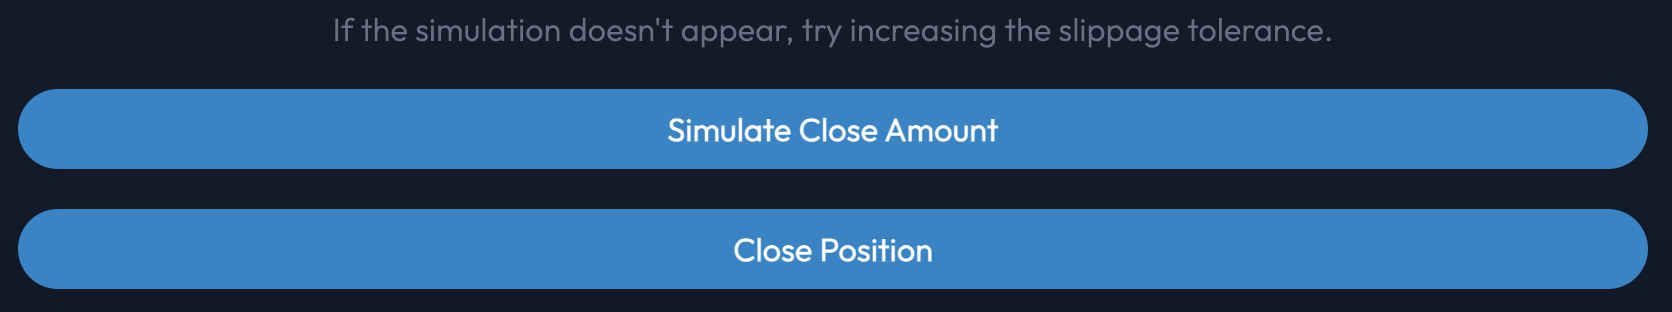 If the simulation doesn't appear, try increasing the slippage tolerance.
Simulate Close Amount
Close Position